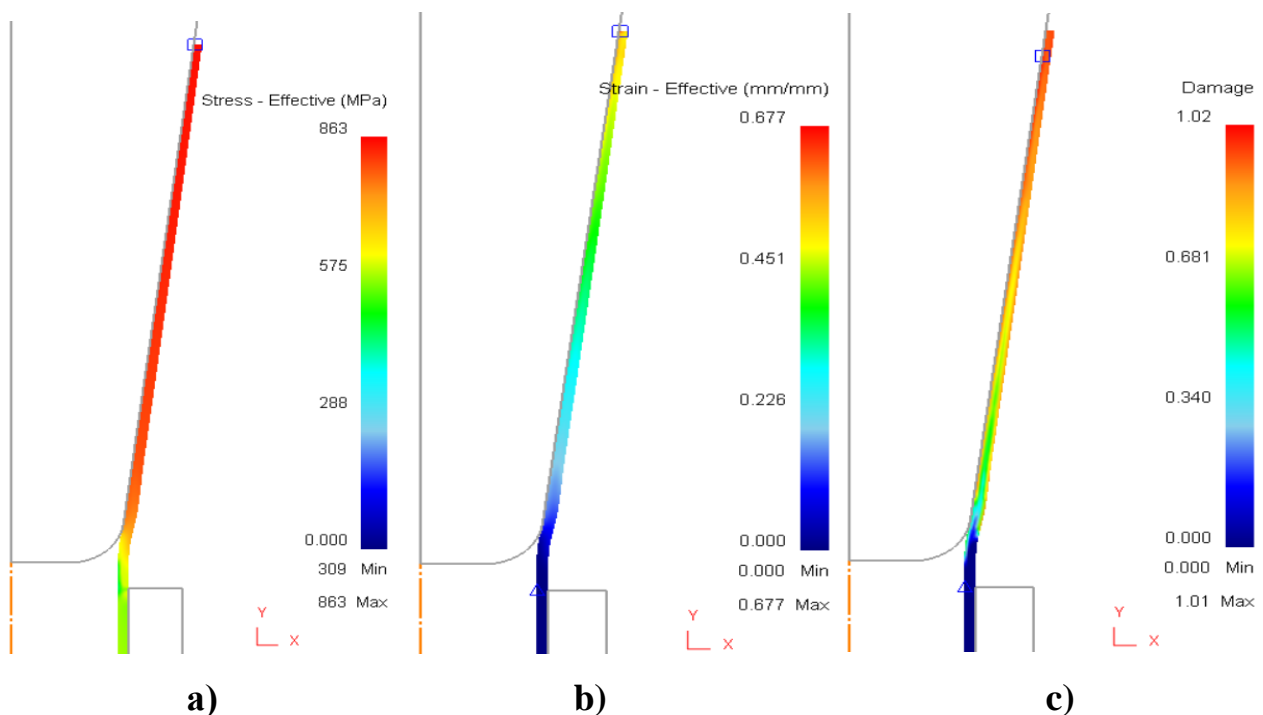 Stress - Effective (MPa)
863
575
288
0.000
309 Min
863 Max
Y
X
a)
Strain - Effective (mm/mm)
0.677
0.451
0.226
0.000
0.000 Min
0.677 Max
Y
X
b)
Damage
1.02
0.681
0.340
0.000
0.000 Min
1.01 Max
Y
X
c)